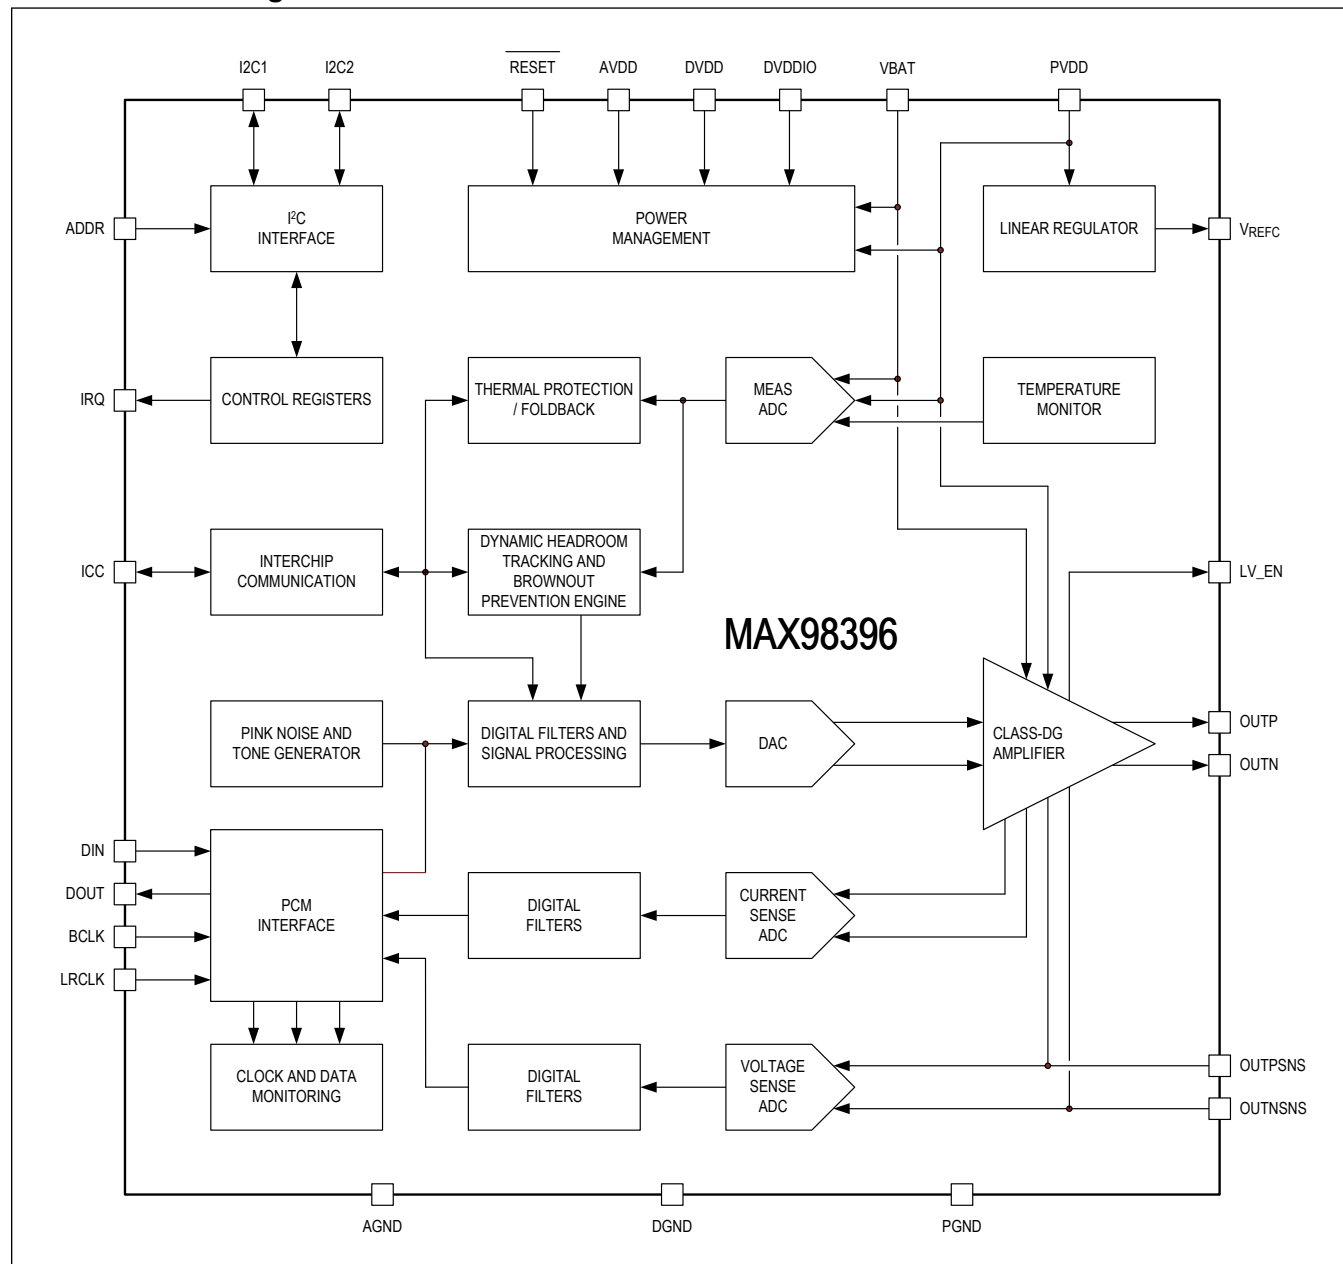 I2C1
I2C2
RESET
AVDD
DVDD
DVDDIO
VBAT
PVDD
ADDR
I²C
INTERFACE
POWER
MANAGEMENT
LINEAR REGULATOR
VREFC
IRQ
CONTROL REGISTERS
THERMAL PROTECTION
/ FOLDBACK
MEAS
ADC
TEMPERATURE
MONITOR
ICC
INTERCHIP
COMMUNICATION
DYNAMIC HEADROOM
TRACKING AND
BROWNOUT
PREVENTION ENGINE
LV_EN
MAX98396
PINK NOISE AND
TONE GENERATOR
DIGITAL FILTERS AND
SIGNAL PROCESSING
DAC
CLASS-DG
AMPLIFIER
OUTP
OUTN
DIN
DOUT
BCLK
LRCLK
PCM
INTERFACE
DIGITAL
FILTERS
CURRENT
SENSE
ADC
CLOCK AND DATA
MONITORING
DIGITAL
FILTERS
VOLTAGE
SENSE
ADC
OUTPSNS
OUTNSNS
AGND
DGND
PGND